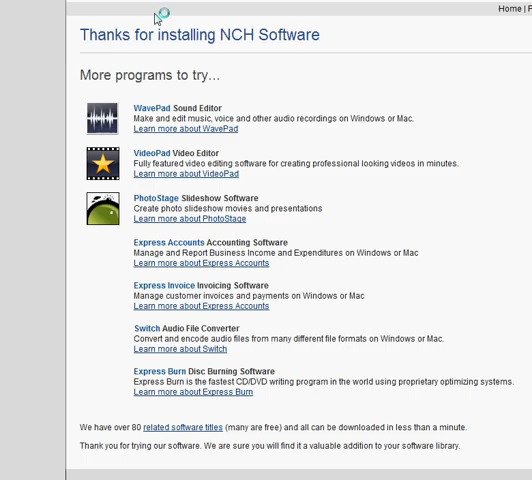 Home |
Thanks for installing NCH Software
More programs to try...
WavePad Sound Editor
Make and edit music, voice and other audio recordings on Windows or Mac.
Learn more about WavePad
VideoPad Video Editor
Fully featured video editing software for creating professional looking videos in minutes.
Learn more about VideoPad
PhotoStage Slideshow Software
Create photo slideshow movies and presentations
Learn more about PhotoStage
Express Accounts Accounting Software
Manage and Report Business Income and Expenditures on Windows or Mac
Learn more about Express Accounts
Express Invoice Invoicing Software
Manage customer invoices and payments on Windows or Mac
Learn more about Express Accounts
Switch Audio File Converter
Convert and encode audio files from many different file formats on Windows or Mac.
Learn more about Switch
Express Burn Disc Burning Software
Express Burn is the fastest CD/DVD writing program in the world using proprietary optimizing systems.
Learn more about Express Burn
We have over 80 related software titles (many are free) and all can be downloaded in less than a minute.
Thank you for trying our software. We are sure you will find it a valuable addition to your software library.